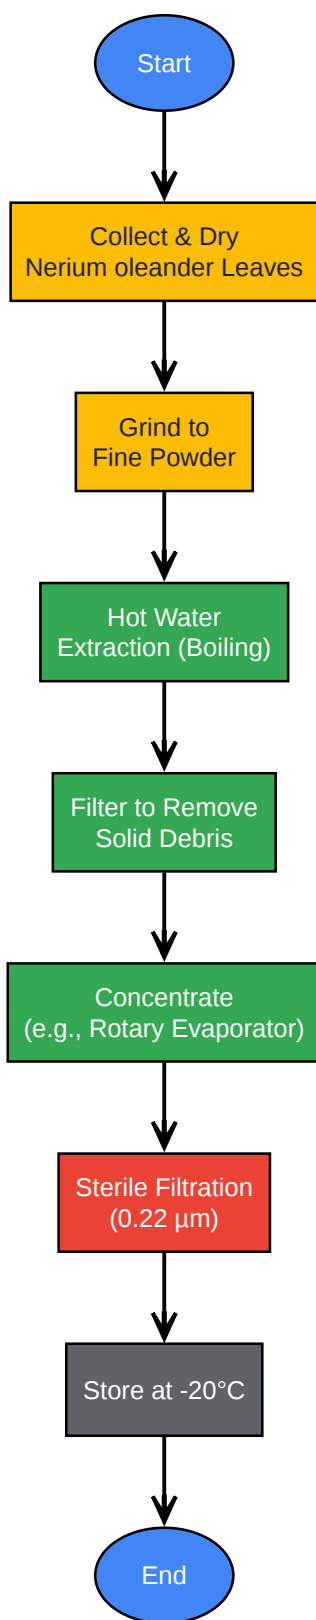 Start
Collect & Dry
Nerium oleander Leaves
Grind to
Fine Powder
Hot Water
Extraction (Boiling)
Filter to Remove
Solid Debris
Concentrate
(e.g., Rotary Evaporator)
Sterile Filtration
(0.22 µm)
Store at -20°C
End